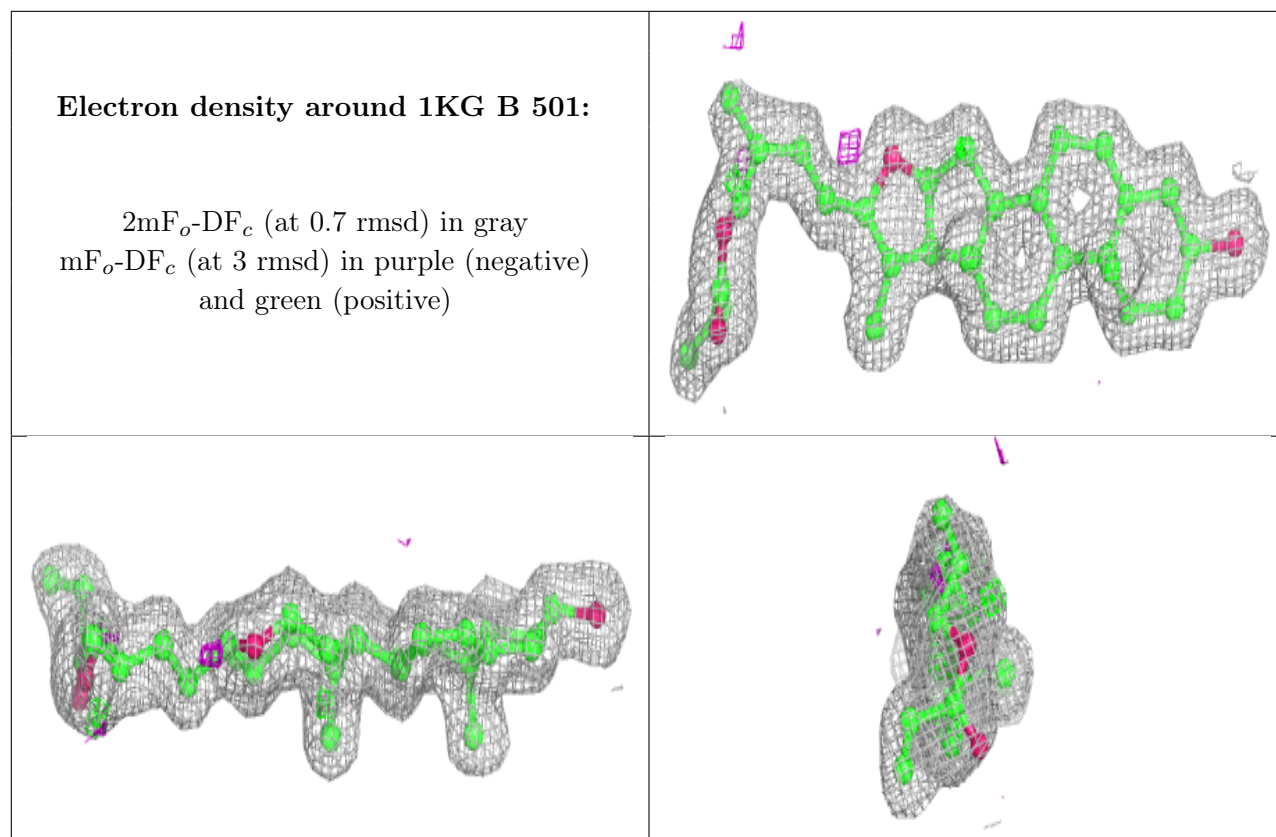 Electron density around 1KG B 501:
2mFo-DFc (at 0.7 rmsd) in gray
mFo-DFc (at 3 rmsd) in purple (negative)
and green (positive)